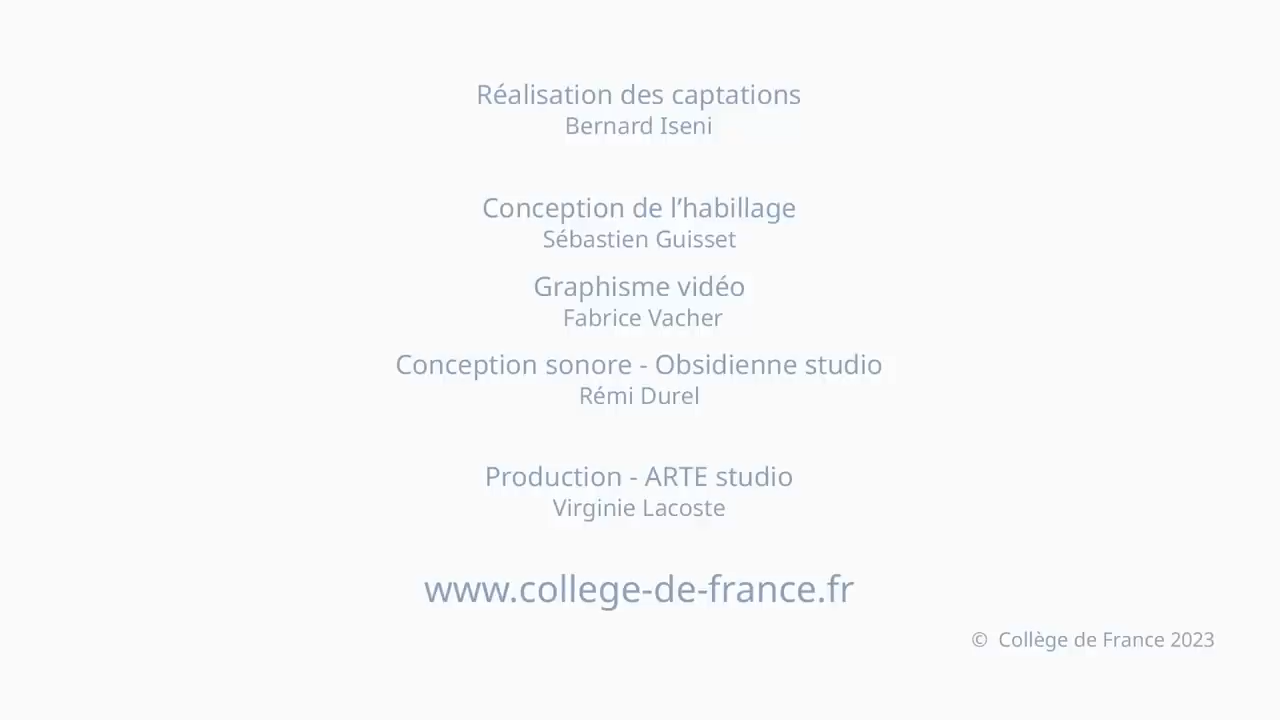 Réalisation des captations
Bernard Iseni
Conception de l’habillage
Sébastien Guisset
Graphisme vidéo
Fabrice Vacher
Conception sonore - Obsidienne studio
Rémi Durel
Production - ARTE studio
Virginie Lacoste
www.college-de-france.fr
© Collège de France 2023